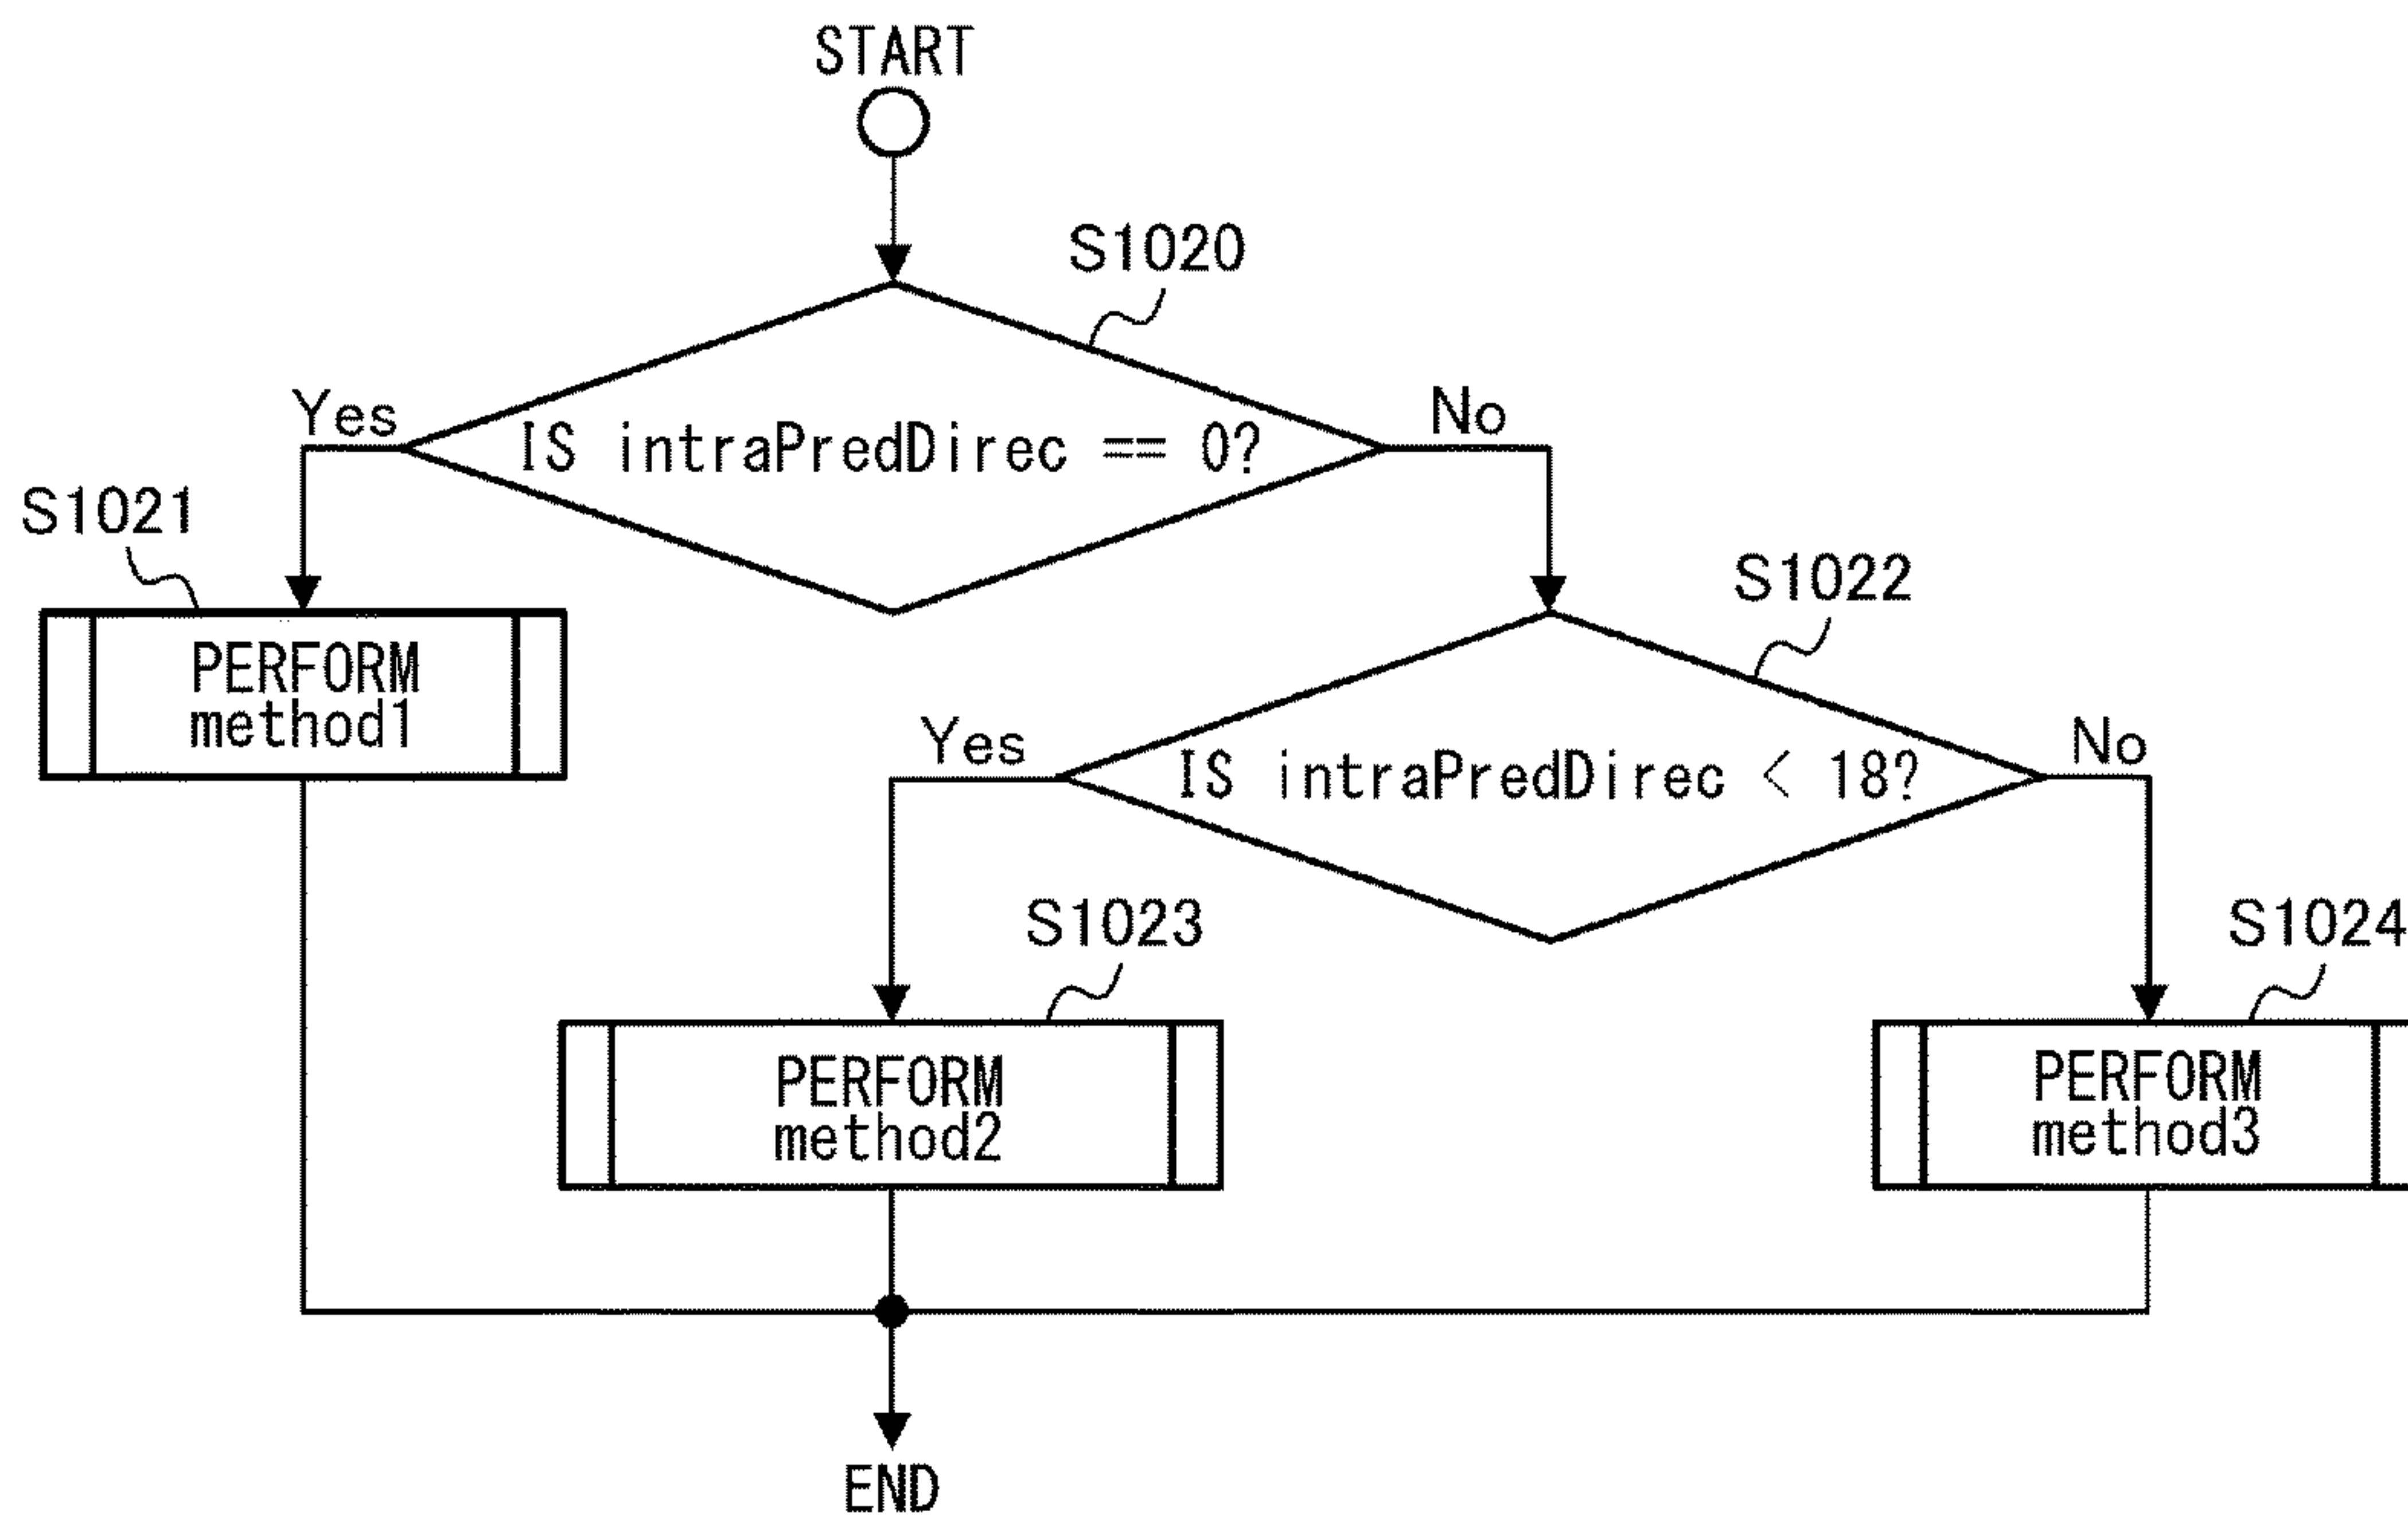 START
S1020
Yes
No
IS intraPredDirec == 0?
S1021
S1022
PERFORM
method1
Yes
No
IS intraPredDirec < 18?
S1023
S1024
PERFORM
method2
PERFORM
method3
END